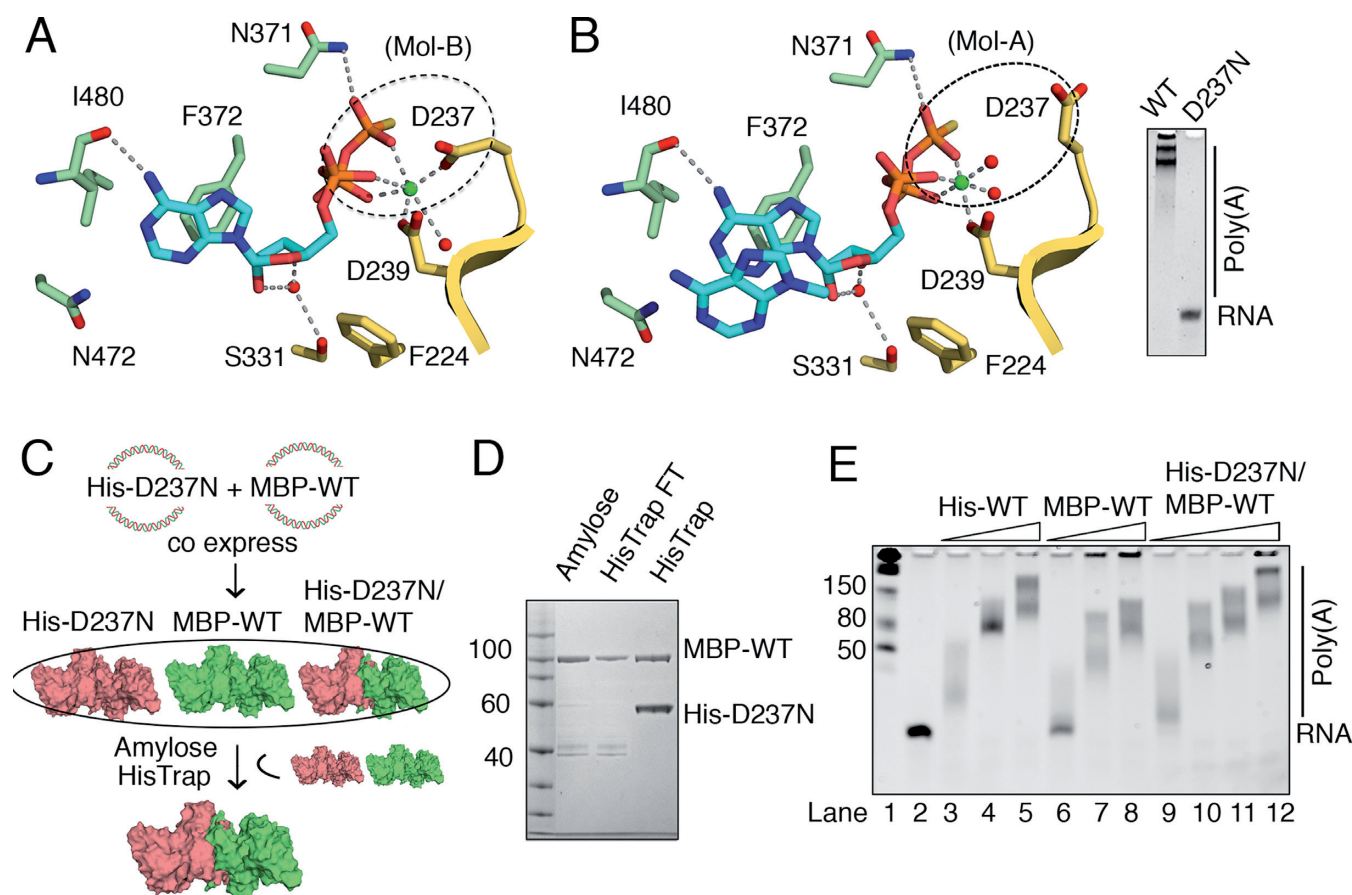 A
N371
(Mol-B)
I480
F372
D237
D239
N472
S331
F224
B
N371
(Mol-A)
I480
F372
D237
D239
N472
S331
F224
WT
D237N
Poly(A)
RNA
C
His-D237N + MBP-WT
co express
His-D237N
MBP-WT
His-D237N/
MBP-WT
Amylose
HisTrap
D
Amylose
HisTrap FT
HisTrap
100
60
40
MBP-WT
His-D237N
E
His-WT
MBP-WT
His-D237N/
MBP-WT
150
80
50
Poly(A)
RNA
Lane 1 2 3 4 5 6 7 8 9 10 11 12